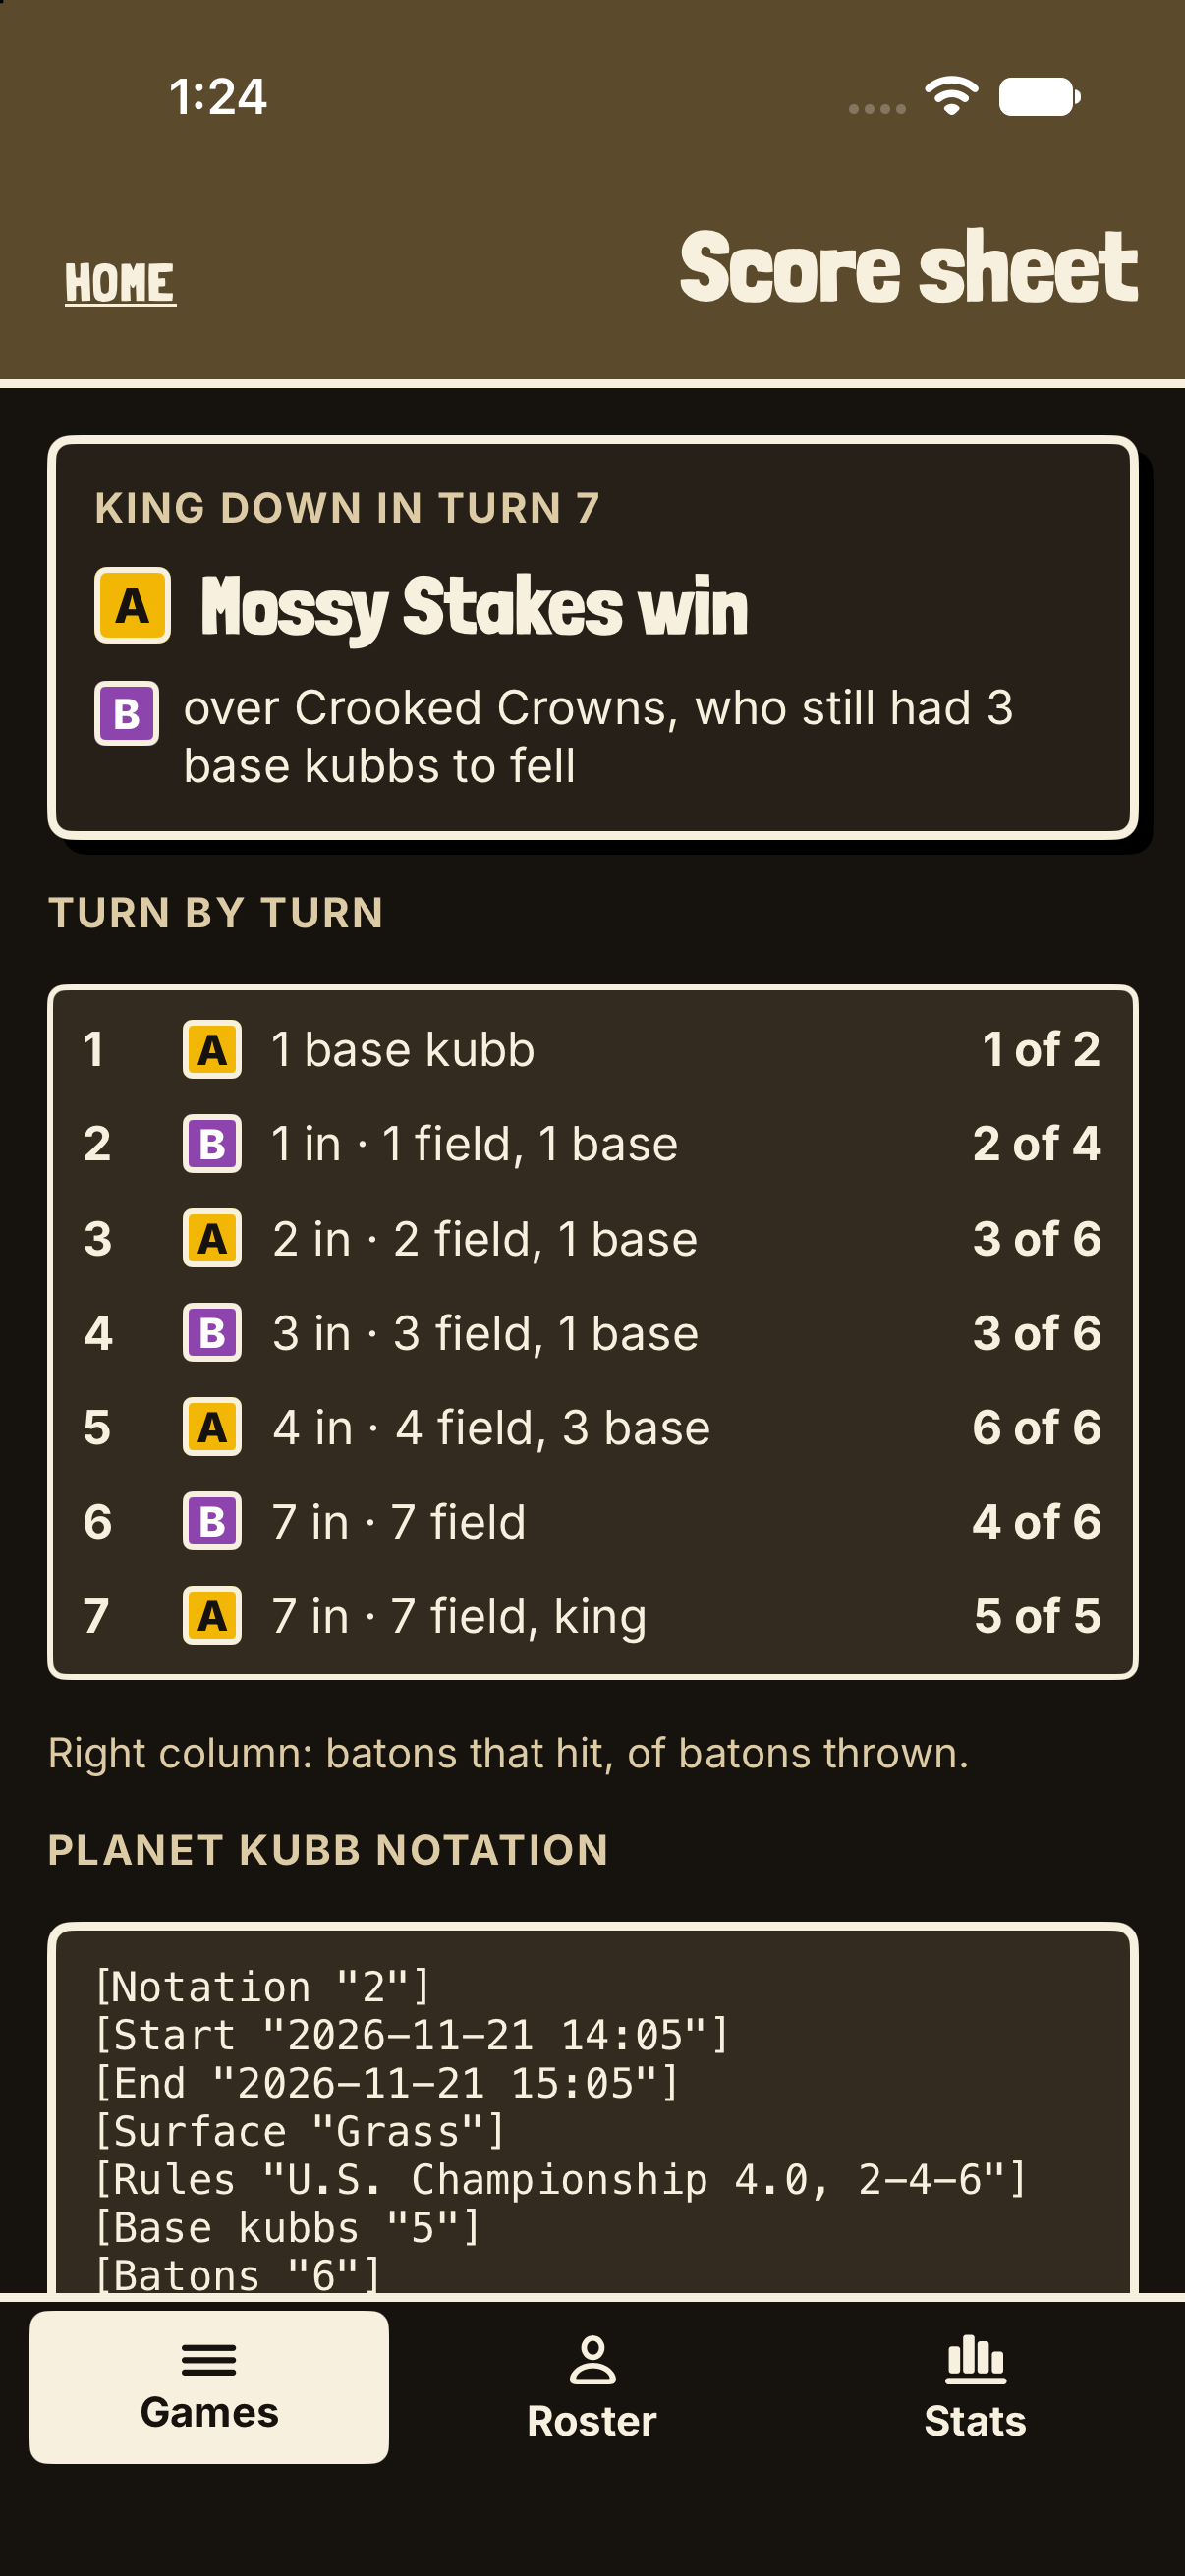 1:24
HOME
Score sheet
KING DOWN IN TURN 7
A Mossy Stakes win
B over Crooked Crowns, who still had 3
base kubbs to fell
TURN BY TURN
1 A 1 base kubb 1 of 2
2 B 1 in · 1 field, 1 base 2 of 4
3 A 2 in · 2 field, 1 base 3 of 6
4 B 3 in · 3 field, 1 base 3 of 6
5 A 4 in · 4 field, 3 base 6 of 6
6 B 7 in · 7 field 4 of 6
7 A 7 in · 7 field, king 5 of 5
Right column: batons that hit, of batons thrown.
PLANET KUBB NOTATION
[Notation "2"]
[Start "2026-11-21 14:05"]
[End "2026-11-21 15:05"]
[Surface "Grass"]
[Rules "U.S. Championship 4.0, 2-4-6"]
[Base kubbs "5"]
[Batons "6"]
Games
Roster
Stats